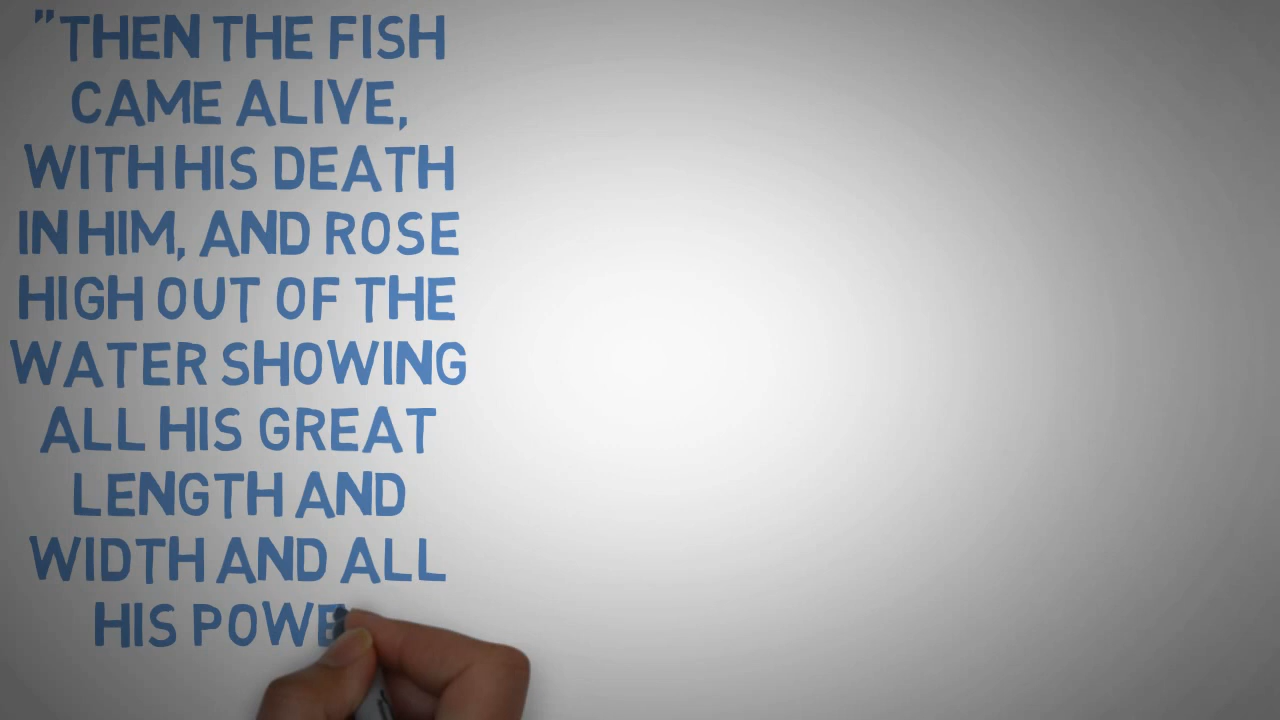 "THEN THE FISH
CAME ALIVE,
WITH HIS DEATH
IN HIM, AND ROSE
HIGH OUT OF THE
WATER SHOWING
ALL HIS GREAT
LENGTH AND
WIDTH AND ALL
HIS POWE